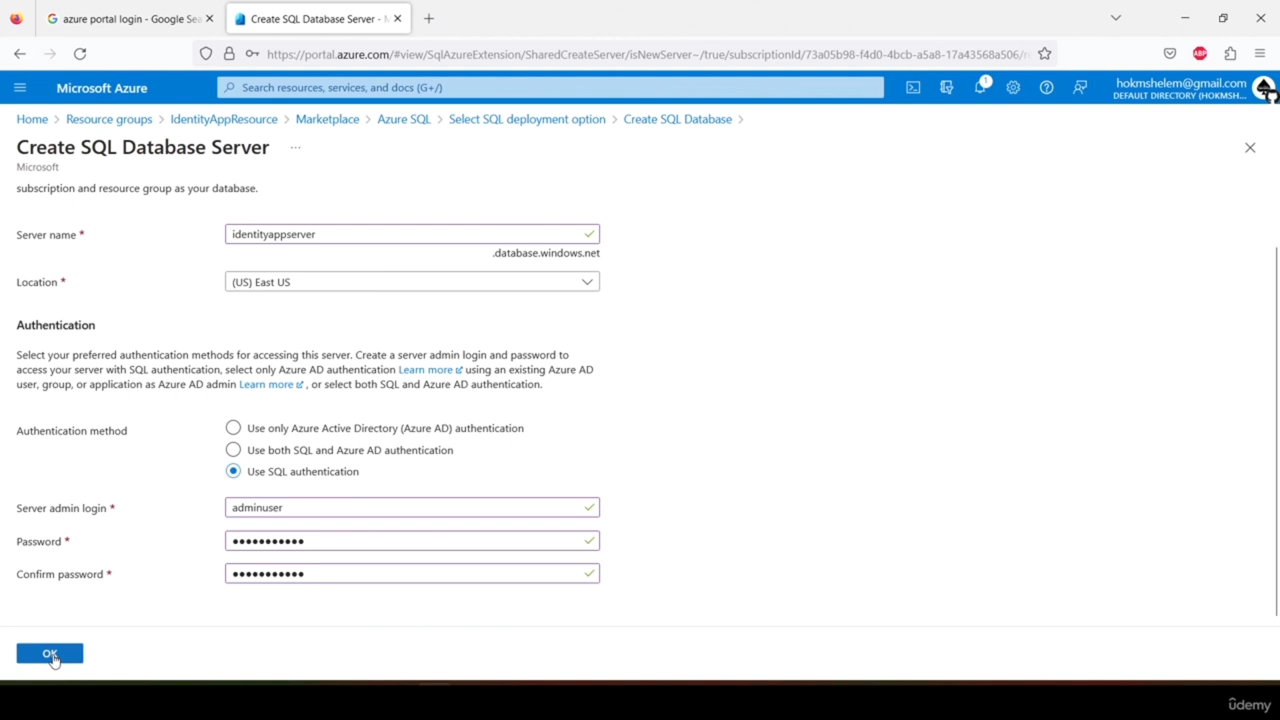 azure portal login - Google Sea
Create SQL Database Server - M
https://portal.azure.com/#view/SqlAzureExtension/SharedCreateServer/isNewServer~/true/subscriptionId/73a05b98-f4d0-4bcb-a5a8-17a43568a506/r
ABP
Microsoft Azure
Search resources, services, and docs (G+/)
1
hokmshelem@gmail.com
DEFAULT DIRECTORY (HOKMSH...
Home > Resource groups > IdentityAppResource > Marketplace > Azure SQL > Select SQL deployment option > Create SQL Database >
Create SQL Database Server ...
Microsoft
subscription and resource group as your database.
Server name *
identityappserver
.database.windows.net
Location *
(US) East US
Authentication
Select your preferred authentication methods for accessing this server. Create a server admin login and password to
access your server with SQL authentication, select only Azure AD authentication Learn more using an existing Azure AD
user, group, or application as Azure AD admin Learn more , or select both SQL and Azure AD authentication.
Authentication method
Use only Azure Active Directory (Azure AD) authentication
Use both SQL and Azure AD authentication
Use SQL authentication
Server admin login *
adminuser
Password *
•••••••••••
Confirm password *
•••••••••••
OK
ûdemy